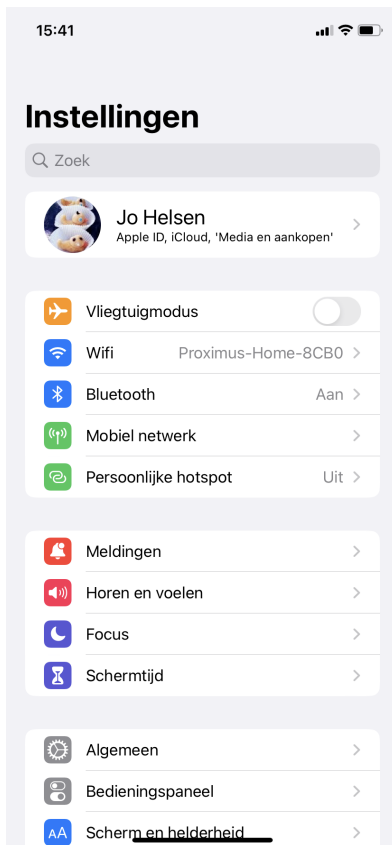 15:41
Instellingen
Zoek
Jo Helsen
Apple ID, iCloud, 'Media en aankopen'
Vliegtuigmodus
Wifi Proximus-Home-8CB0
Bluetooth Aan
Mobiel netwerk
Persoonlijke hotspot Uit
Meldingen
Horen en voelen
Focus
Schermtijd
Algemeen
Bedieningspaneel
AA Scherm en helderheid